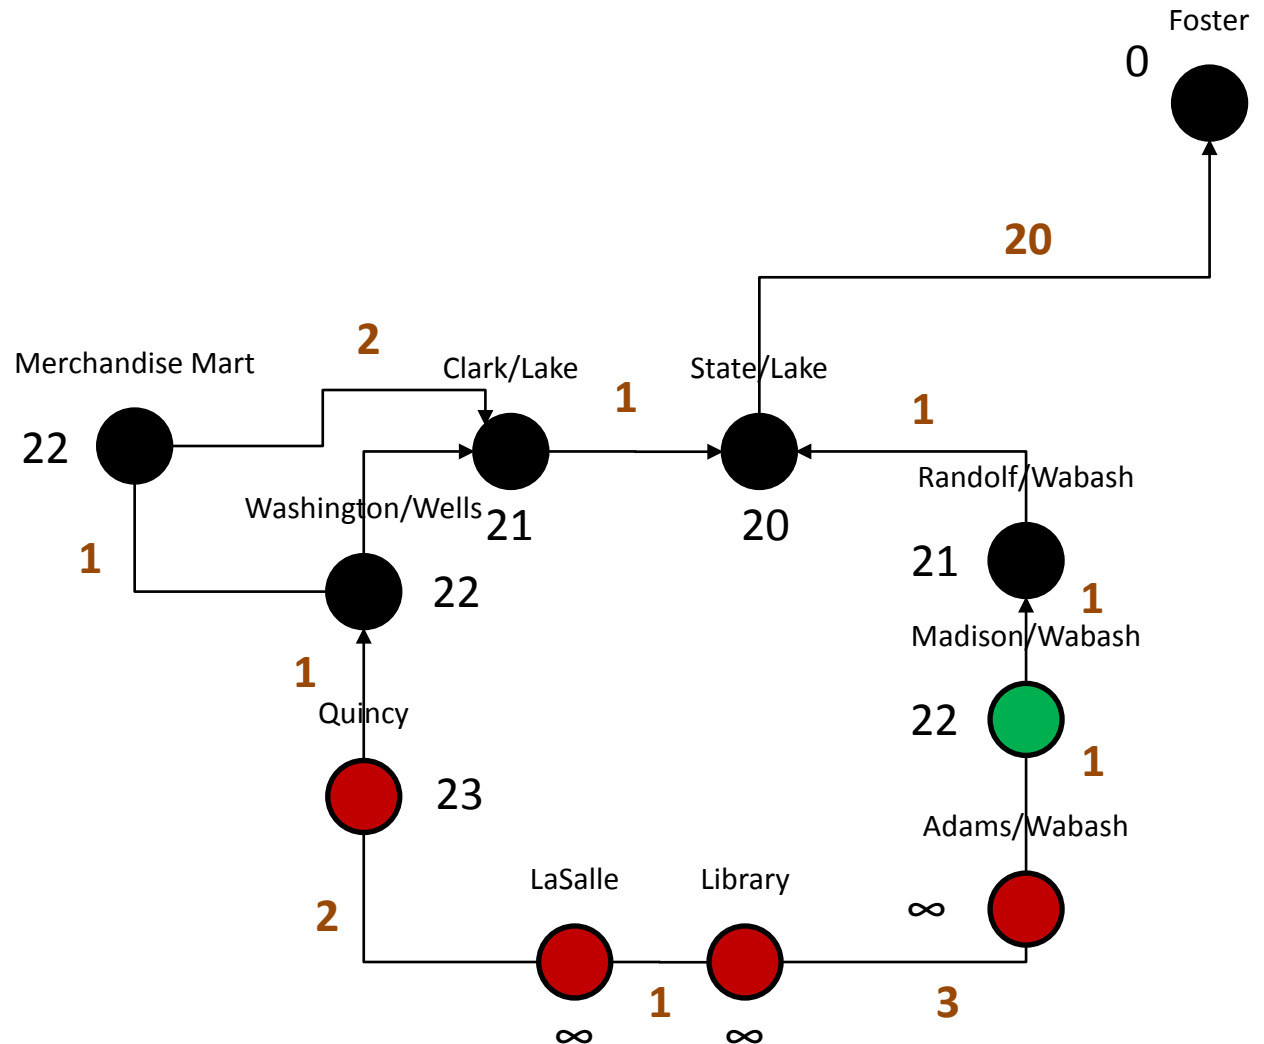 Foster
0
20
2
Merchandise Mart
Clark/Lake
State/Lake
1
1
22
Randolf/Wabash
Washington/Wells
21
20
1
21
22
1
Madison/Wabash
1
Quincy
22
1
23
Adams/Wabash
LaSalle
Library
∞
2
1
3
∞
∞